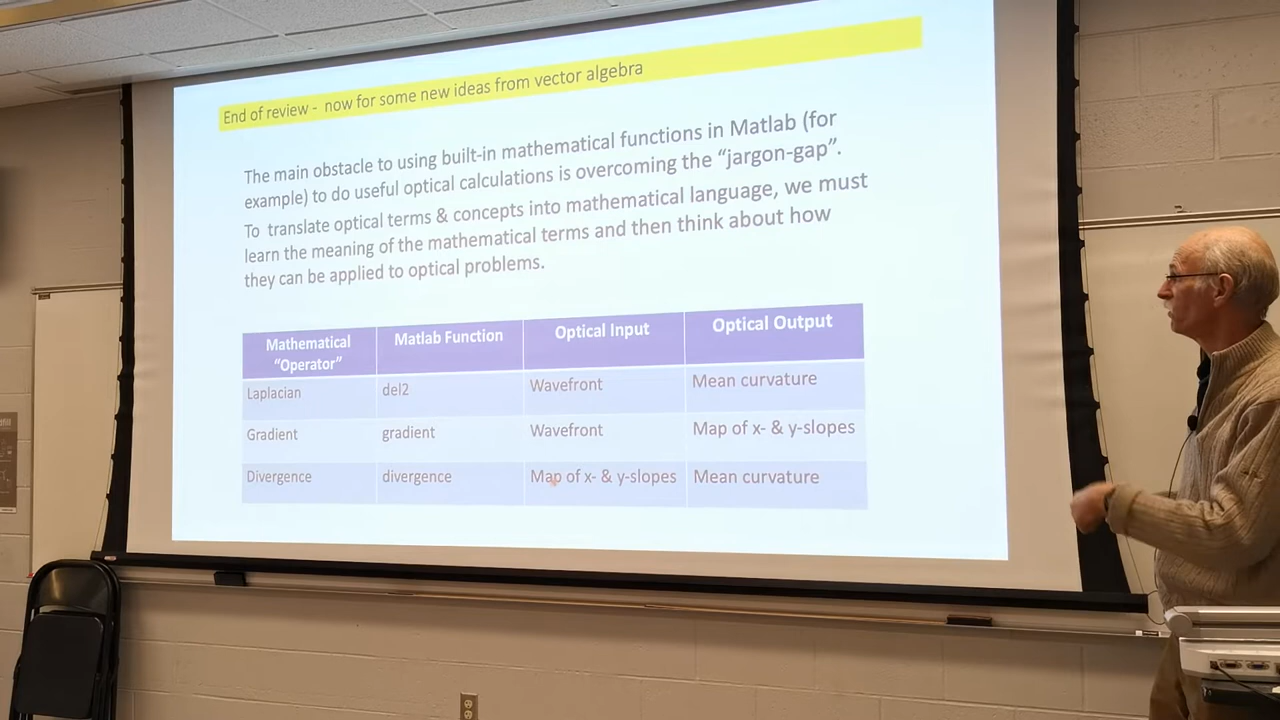 End of review - now for some new ideas from vector algebra
The main obstacle to using built-in mathematical functions in Matlab (for
example) to do useful optical calculations is overcoming the “jargon-gap”.
To translate optical terms & concepts into mathematical language, we must
learn the meaning of the mathematical terms and then think about how
they can be applied to optical problems.
Mathematical “Operator” Matlab Function Optical Input Optical Output
Laplacian del2 Wavefront Mean curvature
Gradient gradient Wavefront Map of x- & y-slopes
Divergence divergence Map of x- & y-slopes Mean curvature